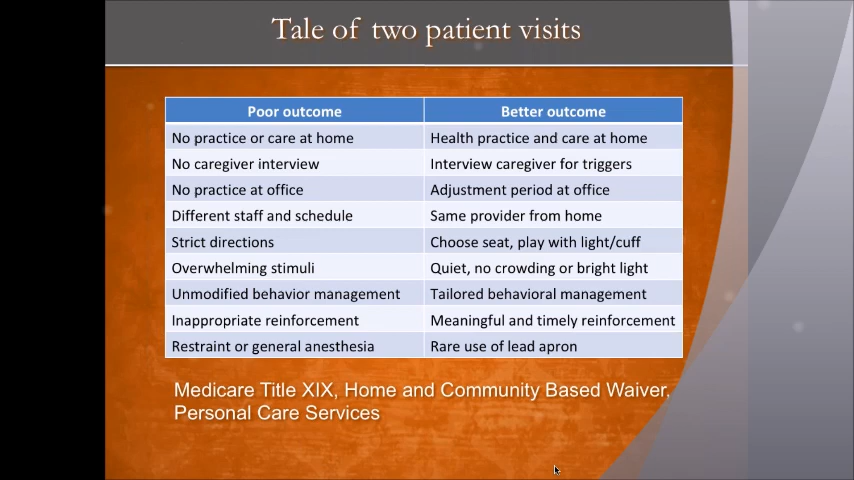 Tale of two patient visits
Poor outcome Better outcome
No practice or care at home Health practice and care at home
No caregiver interview Interview caregiver for triggers
No practice at office Adjustment period at office
Different staff and schedule Same provider from home
Strict directions Choose seat, play with light/cuff
Overwhelming stimuli Quiet, no crowding or bright light
Unmodified behavior management Tailored behavioral management
Inappropriate reinforcement Meaningful and timely reinforcement
Restraint or general anesthesia Rare use of lead apron
Medicare Title XIX, Home and Community Based Waiver,
Personal Care Services